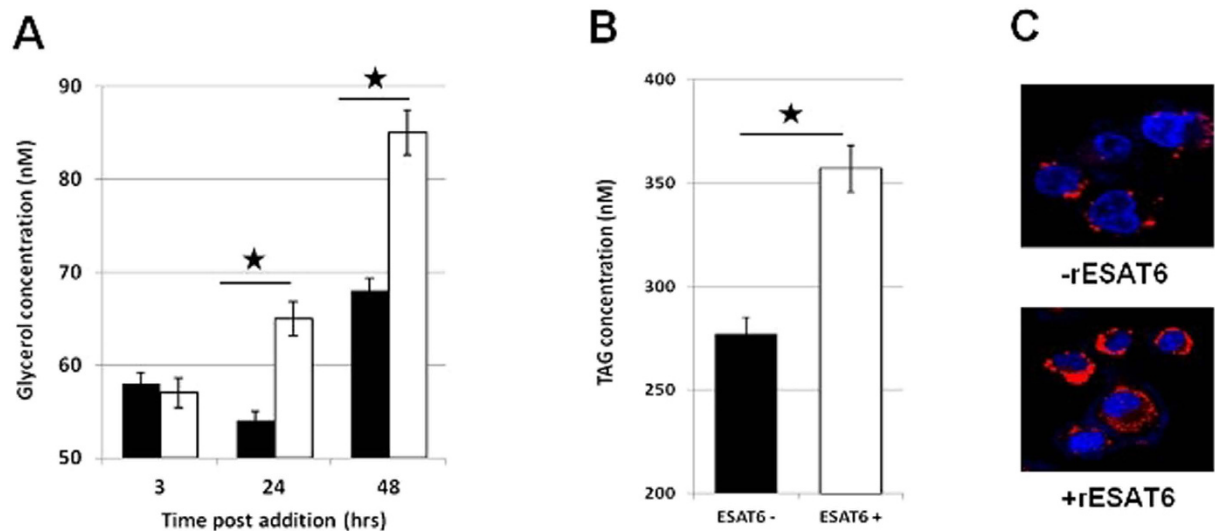 A
Glycerol concentration (nM)
90
80
70
60
50
3 24 48
Time post addition (hrs)
B
TAG concentration (nM)
400
350
300
250
200
ESAT6 - ESAT6 +
C
-rESAT6
+rESAT6